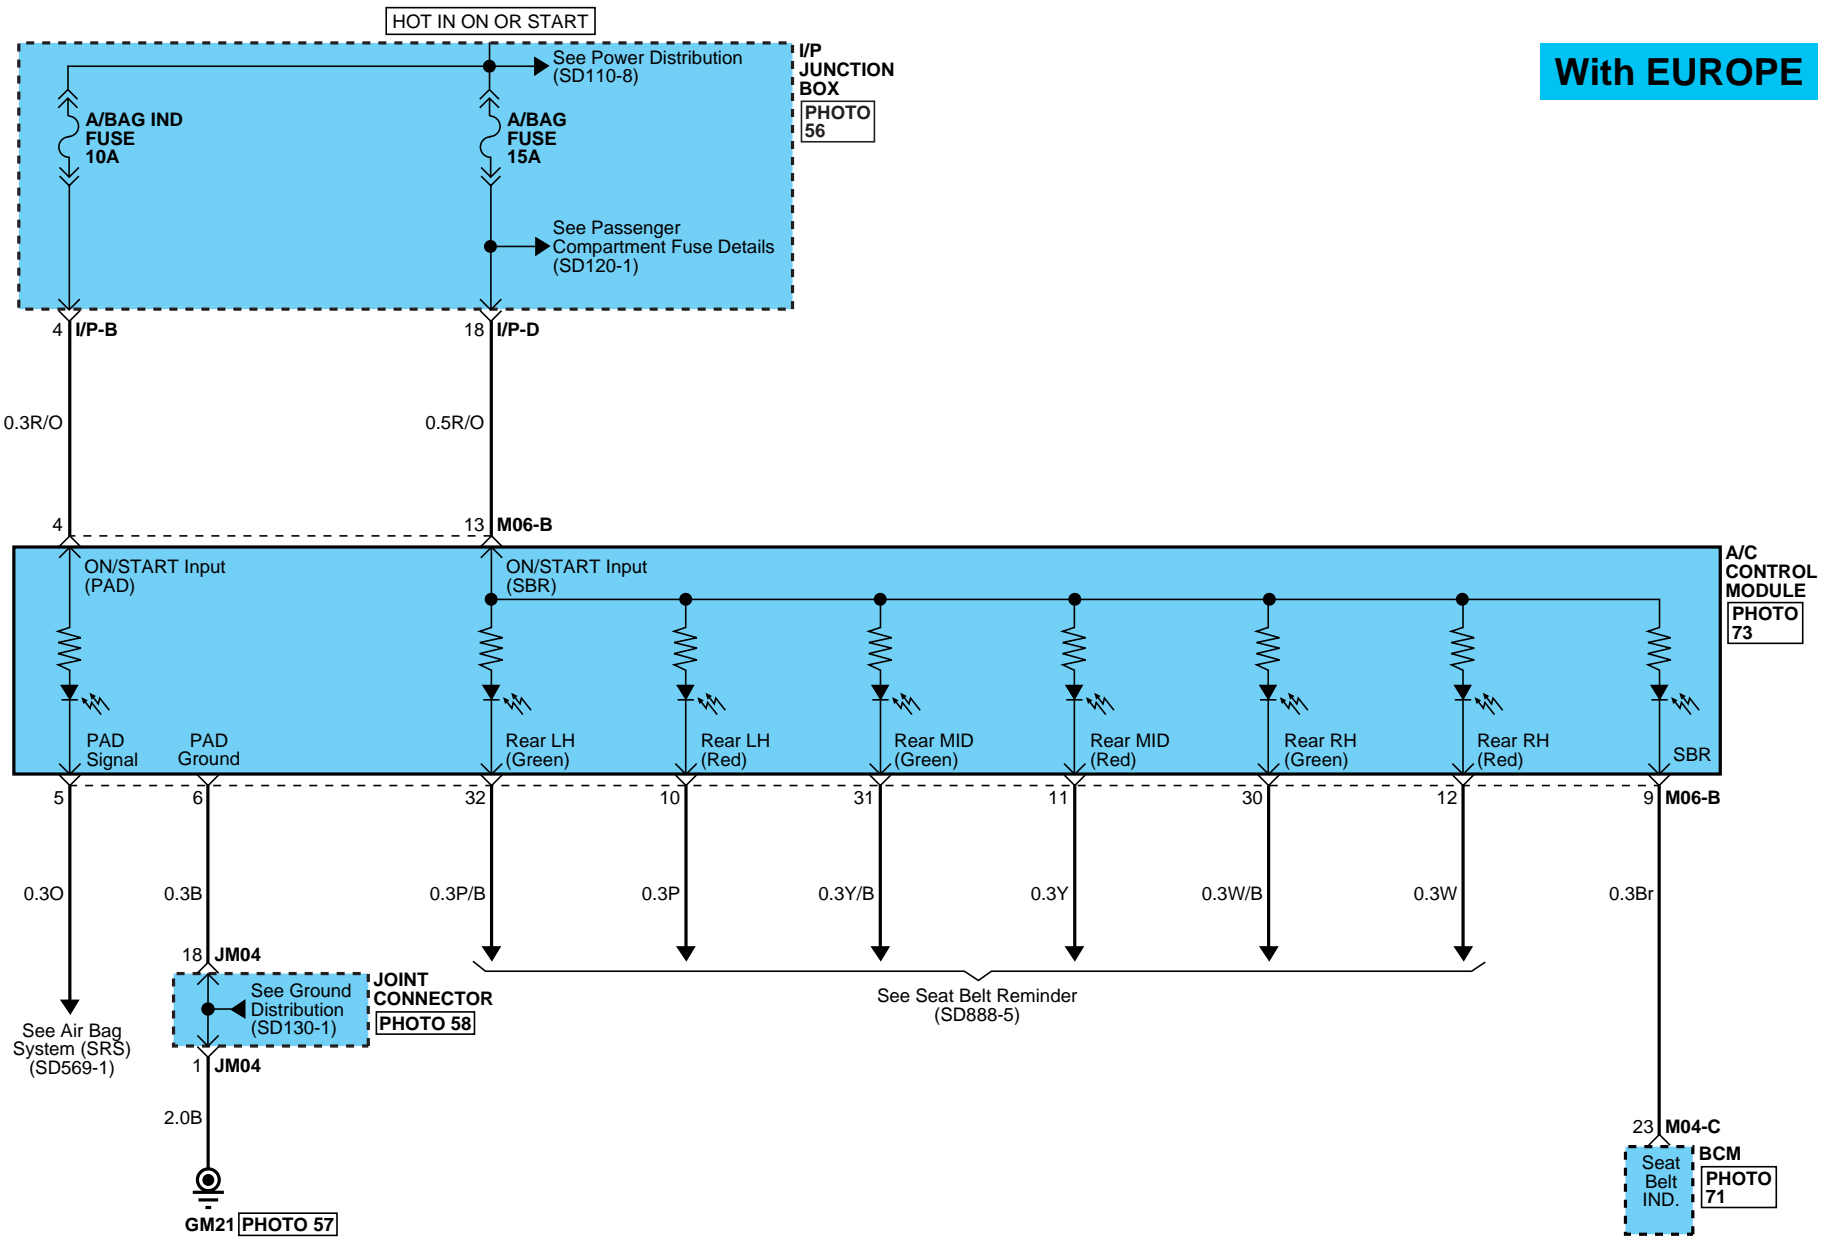 HOT IN ON OR START
With EUROPE
See Power Distribution
(SD110-8)
I/P
JUNCTION
BOX
PHOTO
56
A/BAG IND
FUSE
10A
A/BAG
FUSE
15A
See Passenger
Compartment Fuse Details
(SD120-1)
4 I/P-B
18 I/P-D
0.3R/O
0.5R/O
4
13 M06-B
ON/START Input
(PAD)
ON/START Input
(SBR)
A/C
CONTROL
MODULE
PHOTO
73
PAD
Signal
PAD
Ground
Rear LH
(Green)
Rear LH
(Red)
Rear MID
(Green)
Rear MID
(Red)
Rear RH
(Green)
Rear RH
(Red)
SBR
5
6
32
10
31
11
30
12
9 M06-B
0.3O
0.3B
0.3P/B
0.3P
0.3Y/B
0.3Y
0.3W/B
0.3W
0.3Br
18 JM04
See Ground
Distribution
(SD130-1)
JOINT
CONNECTOR
PHOTO 58
See Seat Belt Reminder
(SD888-5)
See Air Bag
System (SRS)
(SD569-1)
1 JM04
2.0B
GM21 PHOTO 57
23 M04-C
Seat
Belt
IND.
BCM
PHOTO
71